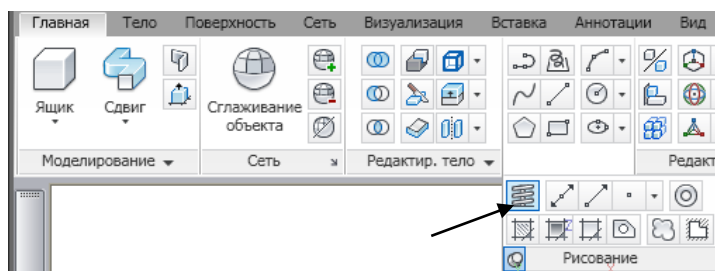 Главная Тело Поверхность Сеть Визуализация Вставка Аннотации Вид
Ящик Сдвиг Сглаживание объекта
Моделирование Сеть Редактир. тело Редакт
Рисование